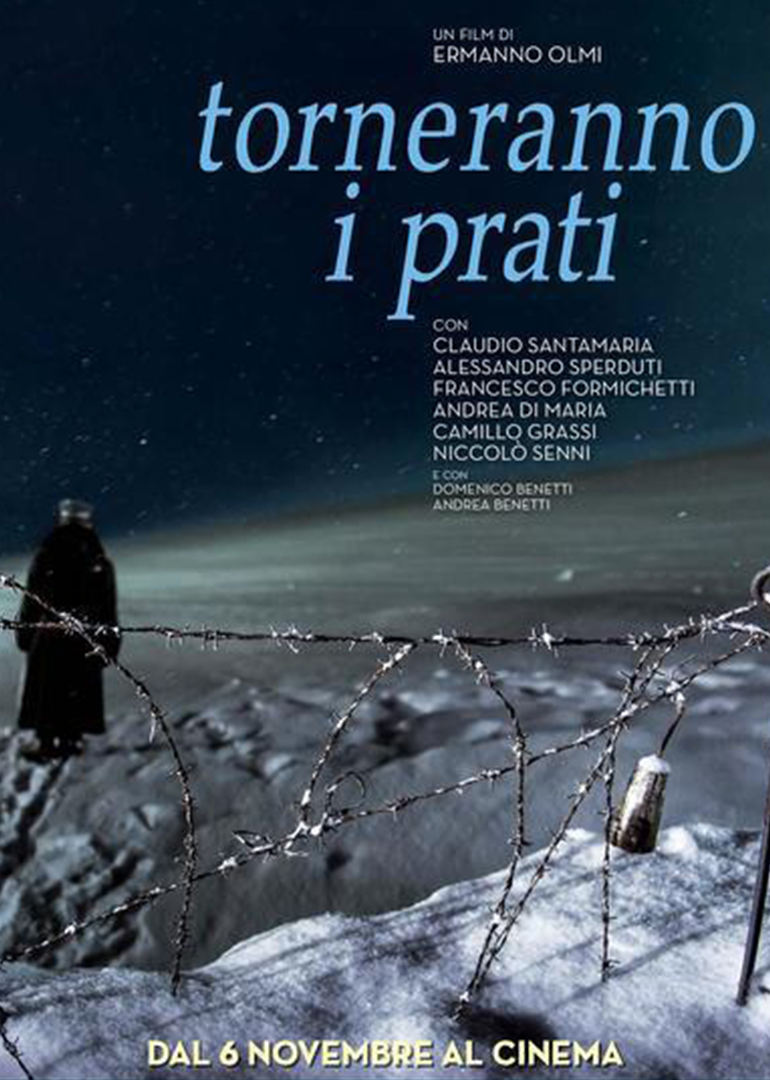 UN FILM DI
ERMANNO OLMI
torneranno
i prati
CON
CLAUDIO SANTAMARIA
ALESSANDRO SPERDUTI
FRANCESCO FORMICHETTI
ANDREA DI MARIA
CAMILLO GRASSI
NICCOLÒ SENNI
E CON
DOMENICO BENETTI
ANDREA BENETTI
DAL 6 NOVEMBRE AL CINEMA